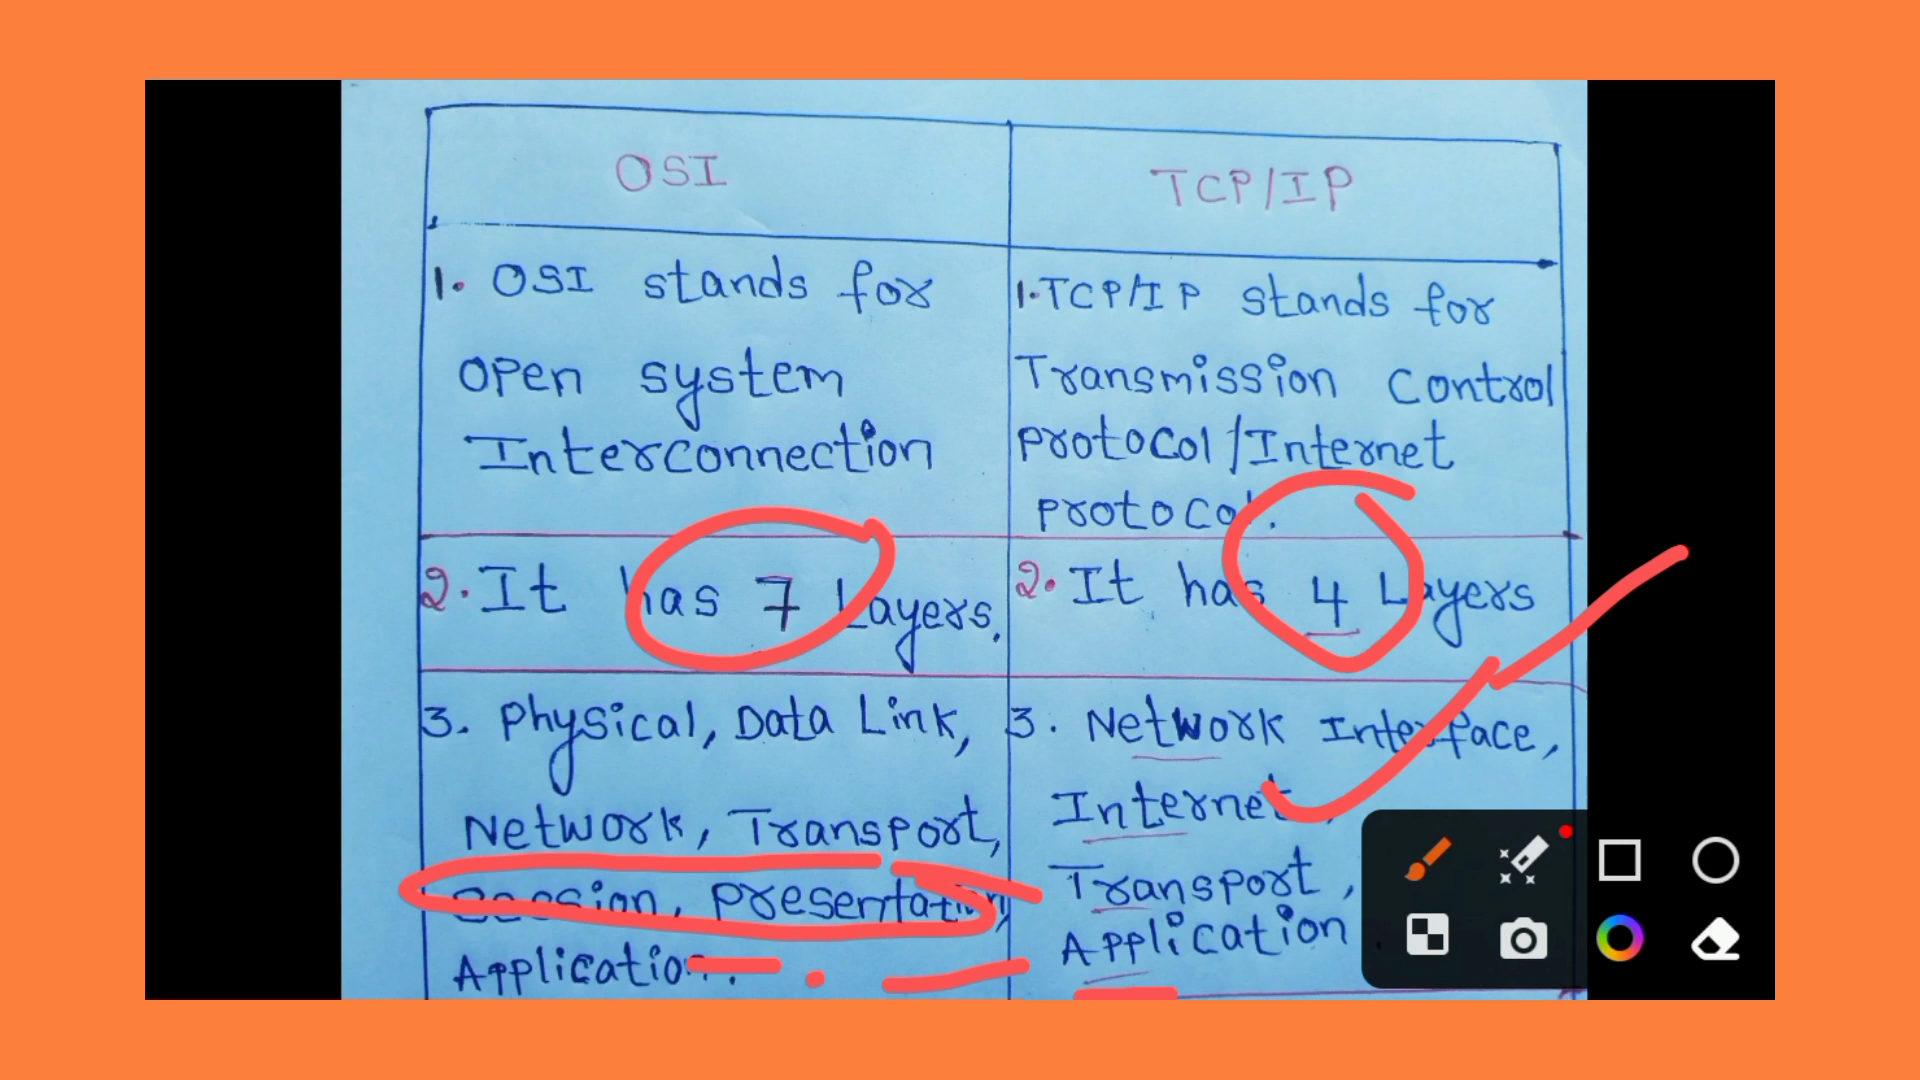 OSI
TCP/IP
1. OSI stands for
Open system
Interconnection
1. TCP/IP stands for
Transmission control
protocol/Internet
protocol.
2. It has 7 Layers.
2. It has 4 Layers
3. Physical, Data Link,
Network, Transport,
Session, presentation,
Application.
3. Network Interface,
Internet,
Transport,
Application